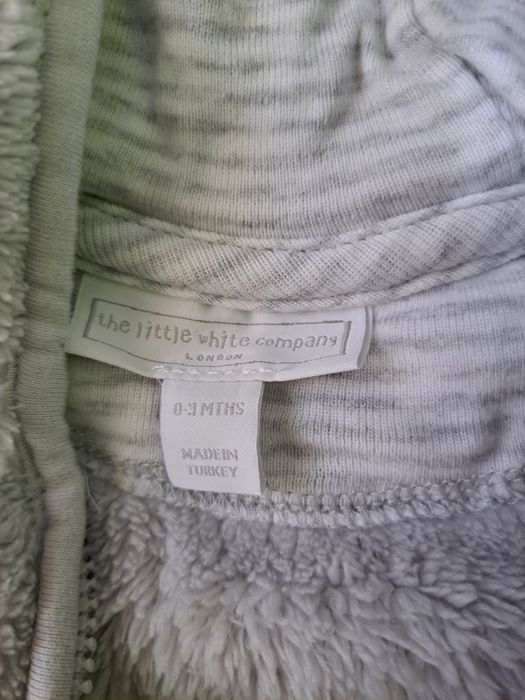 the little white company
LONDON
0-3 MTHS
MADE IN
TURKEY